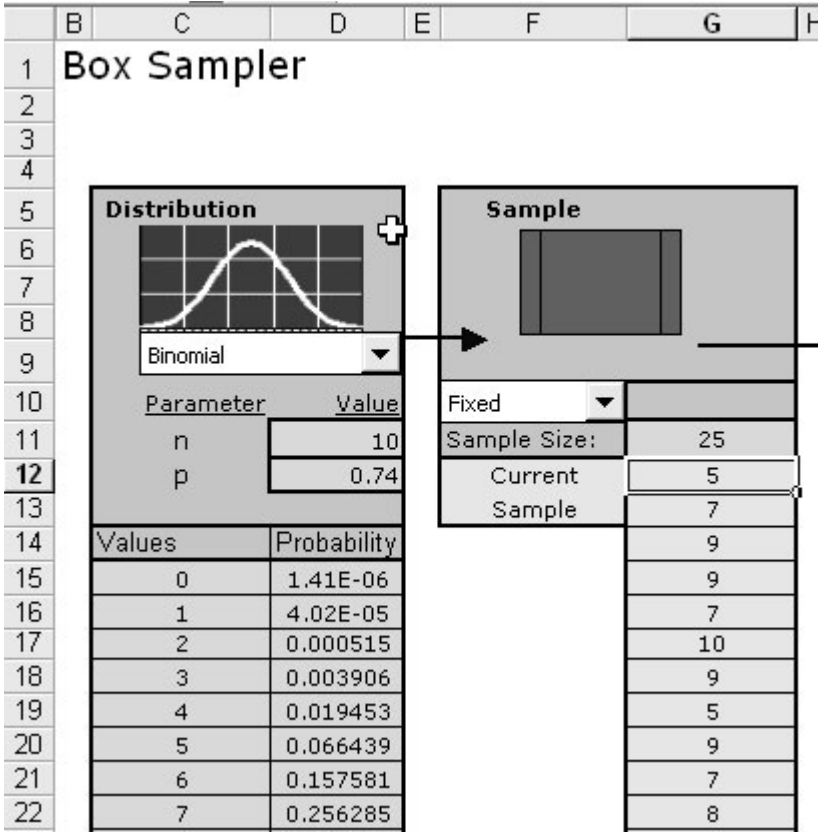 B C D E F G H
1 Box Sampler
2
3
4
5 Distribution Sample
6
7
8
9 Binomial
10 Parameter Value Fixed
11 n 10 Sample Size: 25
12 p 0.74 Current 5
13 Sample 7
14 Values Probability 9
15 0 1.41E-06 9
16 1 4.02E-05 7
17 2 0.000515 10
18 3 0.003906 9
19 4 0.019453 5
20 5 0.066439 9
21 6 0.157581 7
22 7 0.256285 8